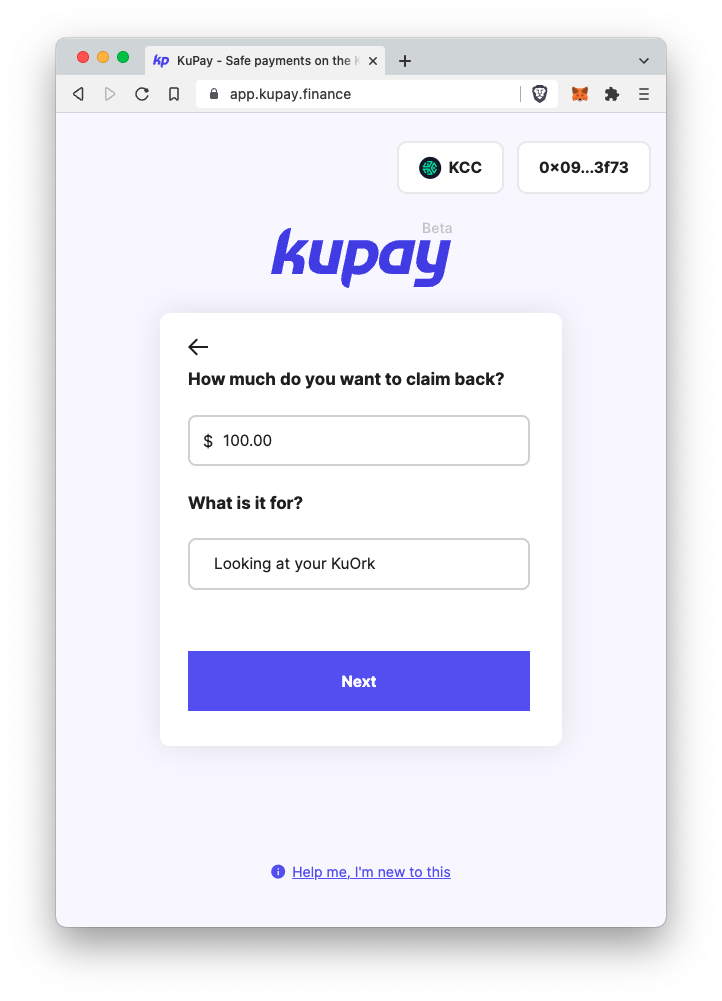 kp KuPay - Safe payments on the K
app.kupay.finance
KCC
0×09...3f73
Beta
kupay
How much do you want to claim back?
$ 100.00
What is it for?
Looking at your KuOrk
Next
Help me, I'm new to this